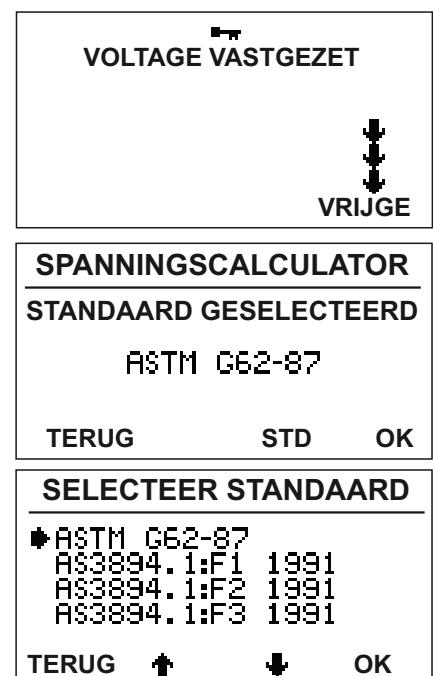 VOLTAGE VASTGEZET
VRIJGE
SPANNINGSCALCULATOR
STANDAARD GESELECTEERD
ASTM G62-87
TERUG STD OK
SELECTEER STANDAARD
ASTM G62-87
AS3894.1:F1 1991
AS3894.1:F2 1991
AS3894.1:F3 1991
TERUG OK